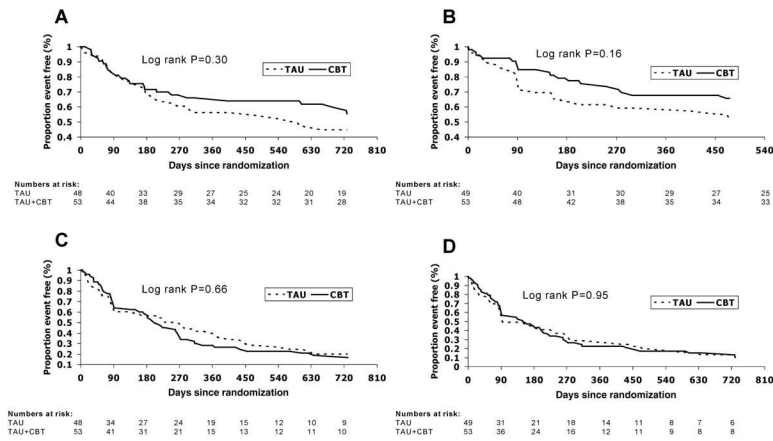 A
Log rank P=0.30
TAU CBT
Proportion event free (%)
1
0.9
0.8
0.7
0.6
0.5
0.4
0 90 180 270 360 450 540 630 720 810
Days since randomization
Numbers at risk:
TAU 48 40 33 29 27 25 24 20 19
TAU+CBT 53 44 38 35 34 32 32 31 28
B
Log rank P=0.16
TAU CBT
Proportion event free (%)
1
0.9
0.8
0.7
0.6
0.5
0.4
0 90 180 270 360 450 540
Days since randomization
Numbers at risk:
TAU 49 40 31 30 29 27 25
TAU+CBT 53 48 42 38 35 34 33
C
Log rank P=0.66
TAU CBT
Proportion event free (%)
1
0.9
0.8
0.7
0.6
0.5
0.4
0.3
0.2
0.1
0 90 180 270 360 450 540 630 720 810
Days since randomization
Numbers at risk:
TAU 48 34 27 24 19 15 12 10 9
TAU+CBT 53 41 31 21 15 13 12 11 10
D
Log rank P=0.95
TAU CBT
Proportion event free (%)
1
0.9
0.8
0.7
0.6
0.5
0.4
0.3
0.2
0.1
0
0 90 180 270 360 450 540 630 720 810
Days since randomization
Numbers at risk:
TAU 49 31 21 18 14 11 8 7 6
TAU+CBT 53 36 24 16 12 11 9 8 8